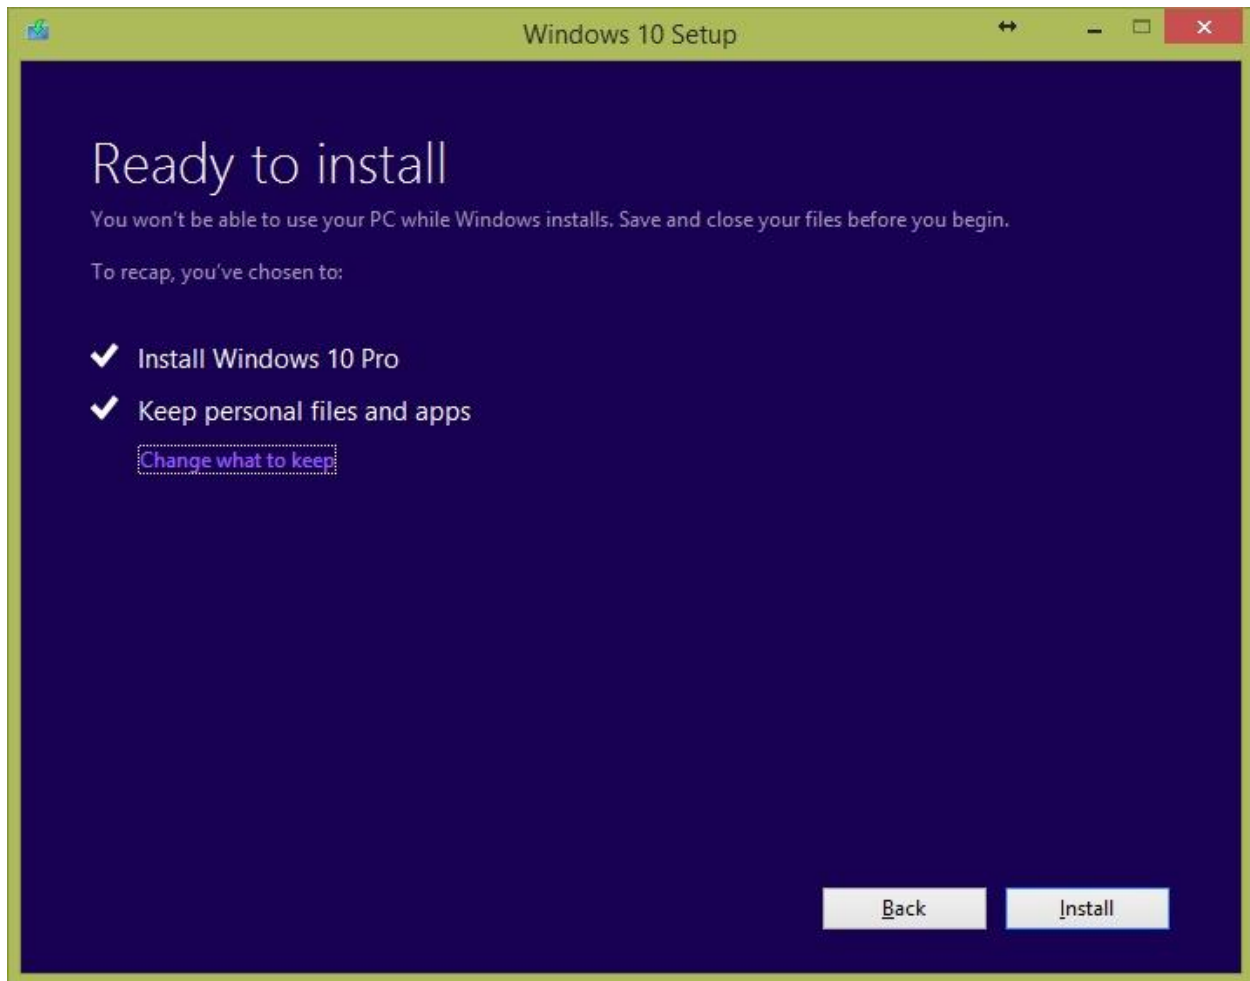 Windows 10 Setup
Ready to install
You won't be able to use your PC while Windows installs. Save and close your files before you begin.
To recap, you've chosen to:
Install Windows 10 Pro
Keep personal files and apps
Change what to keep
Back
Install